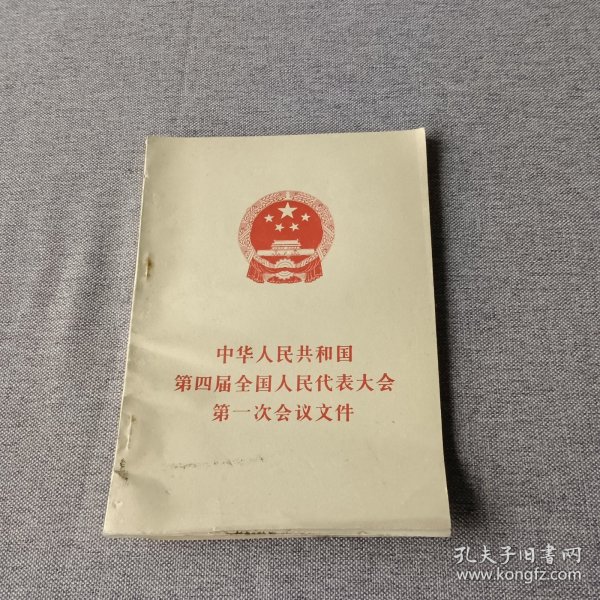 中华人民共和国
第四届全国人民代表大会
第一次会议文件
孔夫子旧書网
www.kongfz.com